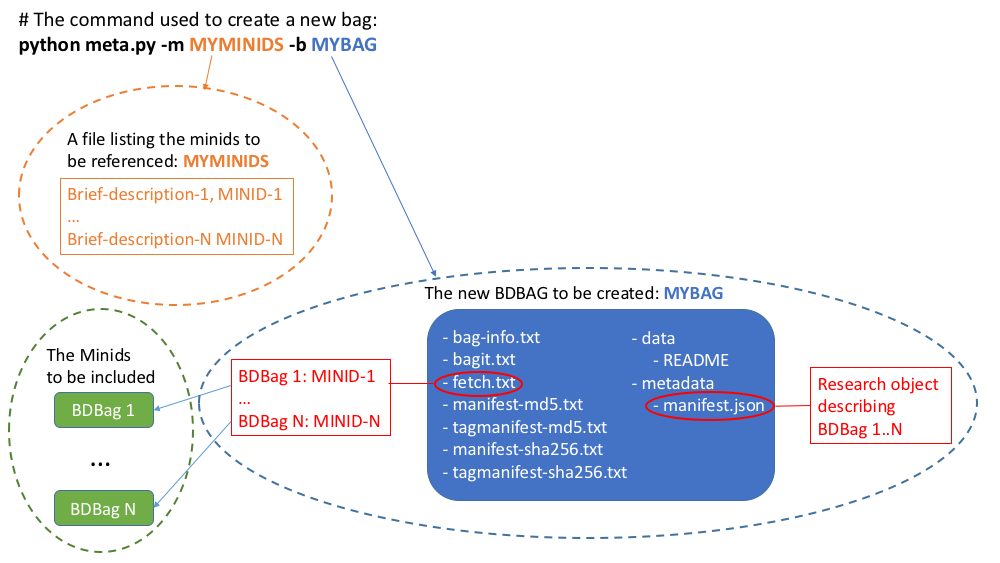 # The command used to create a new bag:
python meta.py -m MYMINIDS -b MYBAG
A file listing the minids to
be referenced: MYMINIDS
Brief-description-1, MINID-1
...
Brief-description-N MINID-N
The new BDBAG to be created: MYBAG
- bag-info.txt
- bagit.txt
- fetch.txt
- manifest-md5.txt
- tagmanifest-md5.txt
- manifest-sha256.txt
- tagmanifest-sha256.txt
- data
- README
- metadata
- manifest.json
The Minids
to be included
BDBag 1
...
BDBag N
BDBag 1: MINID-1
...
BDBag N: MINID-N
Research object
describing
BDBag 1..N